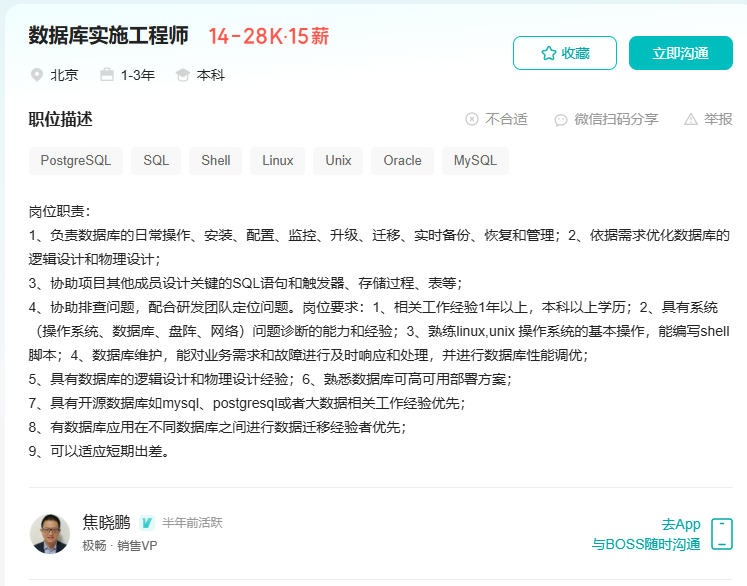 数据库实施工程师 14-28K·15薪
收藏 立即沟通
北京 1-3年 本科
职位描述
不合适 微信扫码分享 举报
PostgreSQL SQL Shell Linux Unix Oracle MySQL
岗位职责：
1、负责数据库的日常操作、安装、配置、监控、升级、迁移、实时备份、恢复和管理；2、依据需求优化数据库的
逻辑设计和物理设计；
3、协助项目其他成员设计关键的SQL语句和触发器、存储过程、表等；
4、协助排查问题，配合研发团队定位问题。岗位要求：1、相关工作经验1年以上，本科以上学历；2、具有系统
（操作系统、数据库、盘阵、网络）问题诊断的能力和经验；3、熟练linux,unix 操作系统的基本操作，能编写shell
脚本；4、数据库维护，能对业务需求和故障进行及时响应和处理，并进行数据库性能调优；
5、具有数据库的逻辑设计和物理设计经验；6、熟悉数据库可高可用部署方案；
7、具有开源数据库如mysql、postgresql或者大数据相关工作经验优先；
8、有数据库应用在不同数据库之间进行数据迁移经验者优先；
9、可以适应短期出差。
焦晓鹏 半年前活跃
极畅 · 销售VP
去App
与BOSS随时沟通